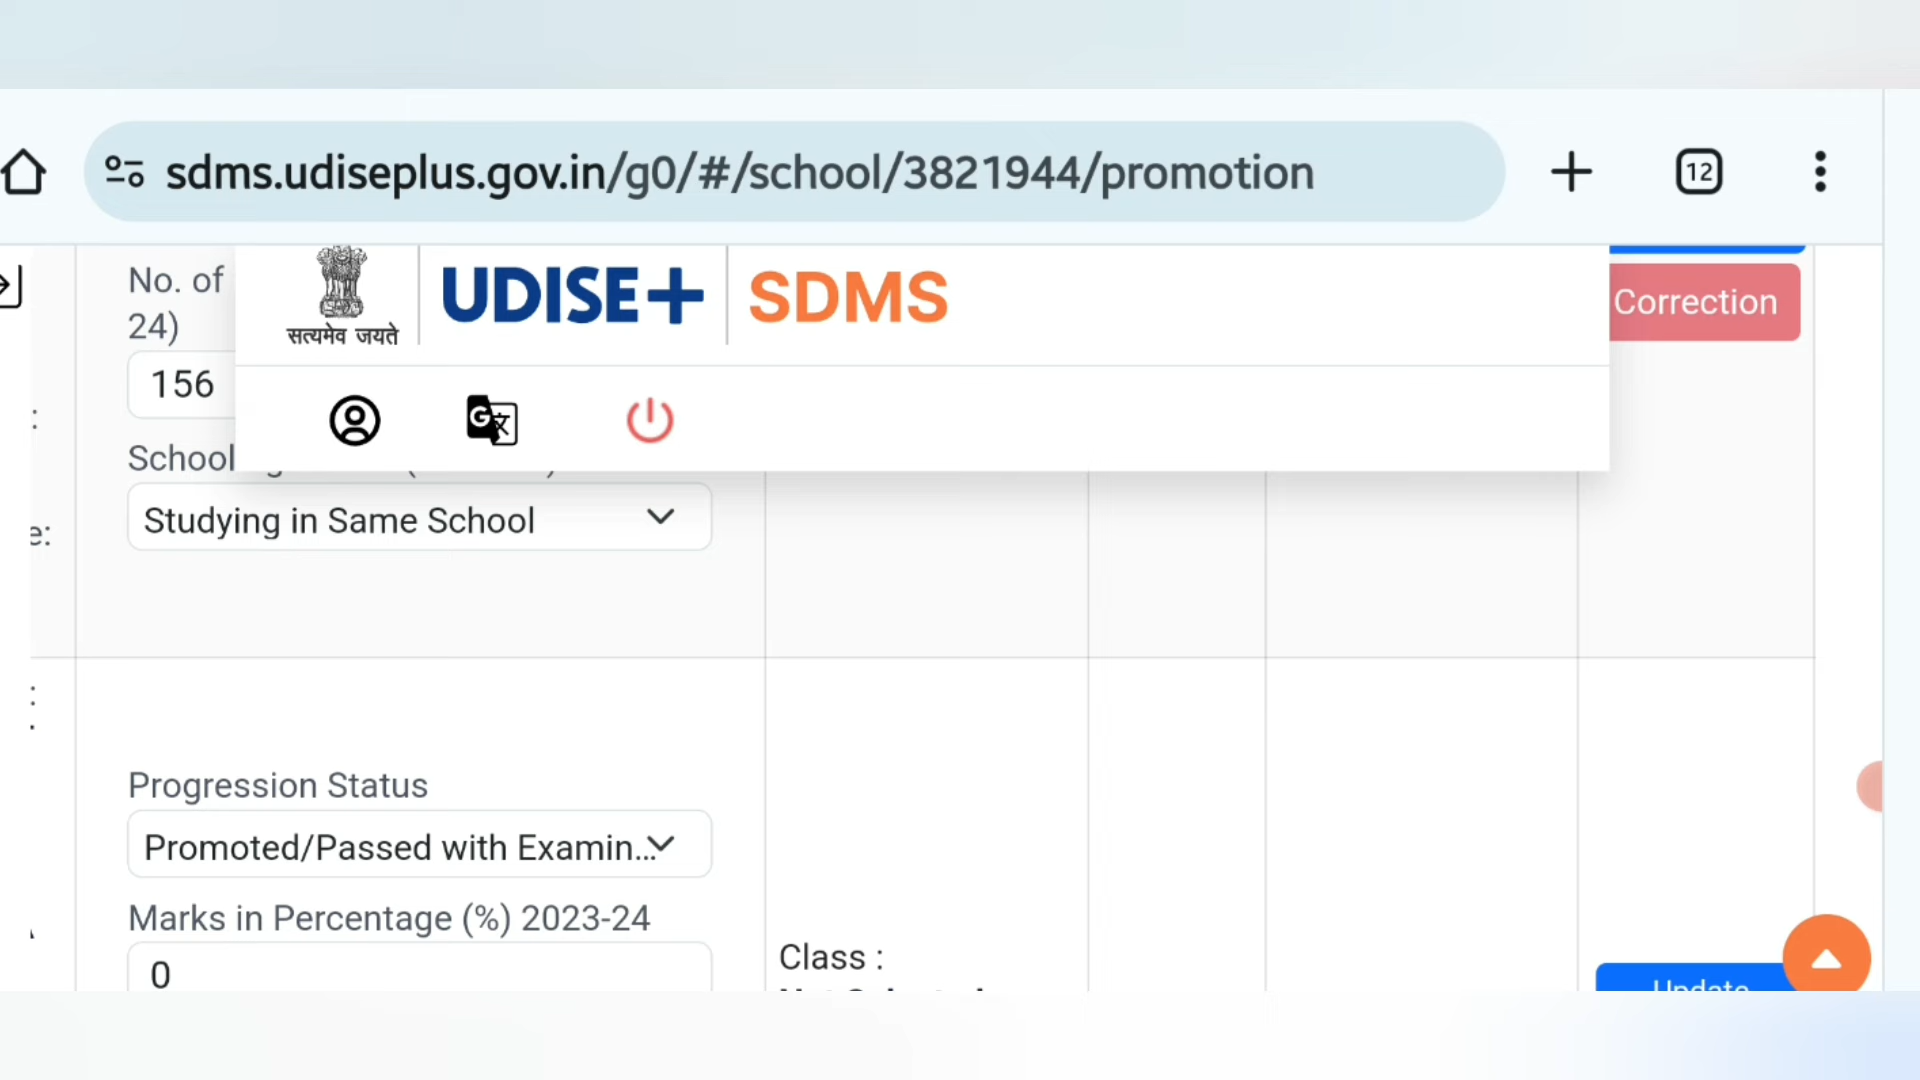 sdms.udiseplus.gov.in/g0/#/school/3821944/promotion
12
सत्यमेव जयते
UDISE+
SDMS
No. of
24)
156
Correction
School
Studying in Same School
e:
Progression Status
Promoted/Passed with Examin...
Marks in Percentage (%) 2023-24
0
Class :
Update